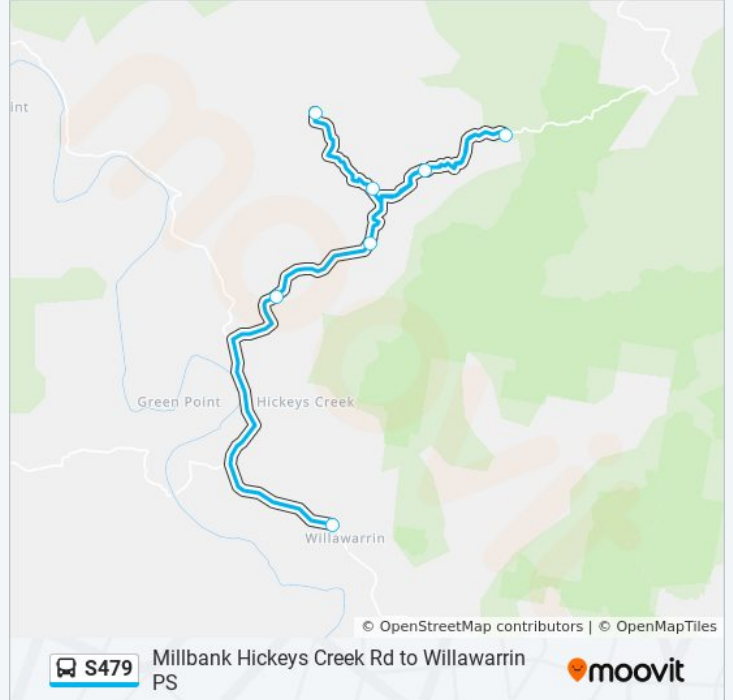 int
Green Point
Hickeys Creek
Willawarrin
© OpenStreetMap contributors | © OpenMapTiles
S479
Millbank Hickeys Creek Rd to Willawarrin
PS
moovit